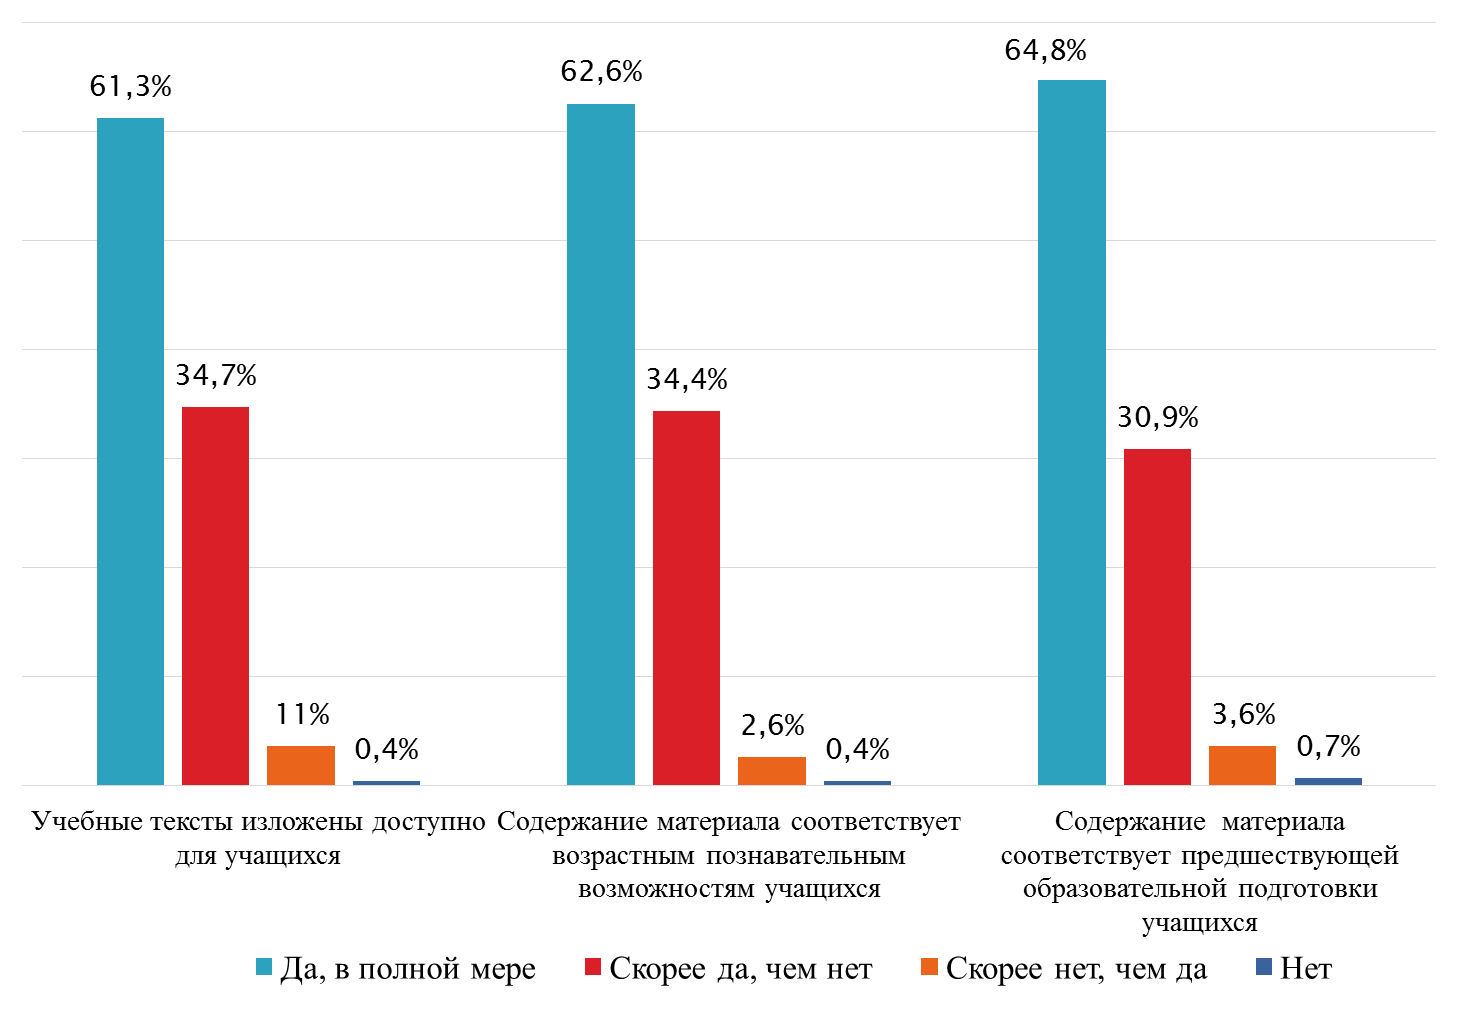 61,3%
62,6%
64,8%
34,7%
34,4%
30,9%
11%
0,4%
2,6%
0,4%
3,6%
0,7%
Учебные тексты изложены доступно
для учащихся
Содержание материала соответствует
возрастным познавательным
возможностям учащихся
Содержание материала
соответствует предшествующей
образовательной подготовки
учащихся
Да, в полной мере
Скорее да, чем нет
Скорее нет, чем да
Нет